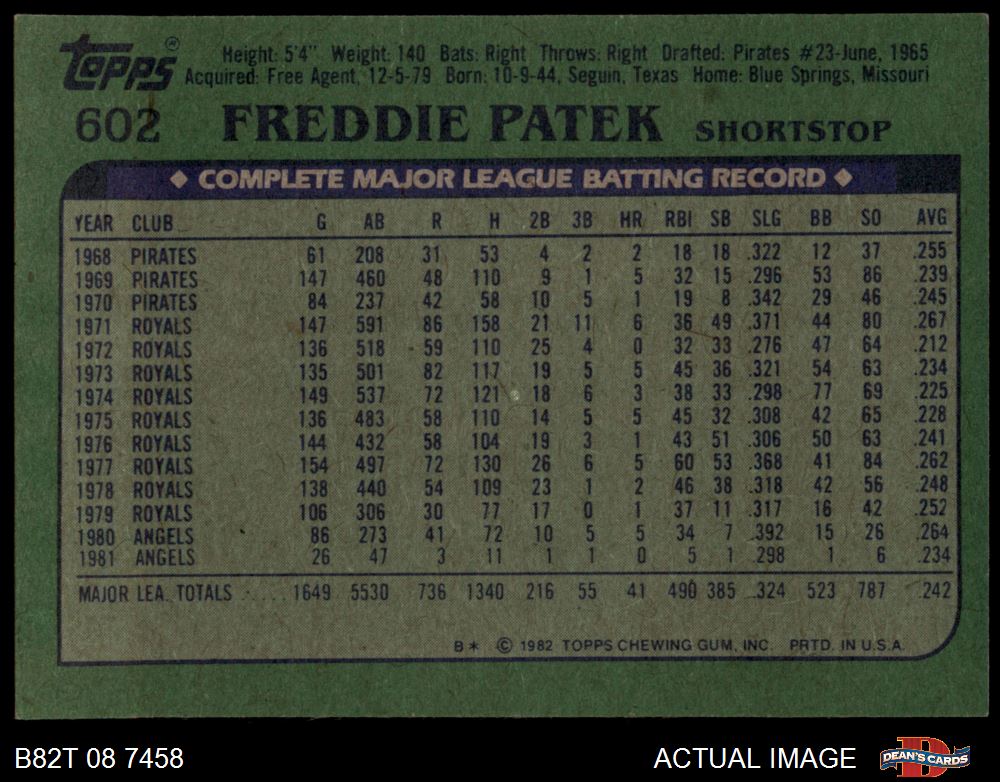 Topps® Height: 5'4" Weight: 140 Bats: Right Throws: Right Drafted: Pirates #23-June, 1965
Acquired: Free Agent, 12-5-79 Born: 10-9-44, Seguin, Texas Home: Blue Springs, Missouri
602 FREDDIE PATEK SHORTSTOP
◆ COMPLETE MAJOR LEAGUE BATTING RECORD ◆
YEAR CLUB G AB R H 2B 3B HR RBI SB SLG BB SO AVG
1968 PIRATES 61 208 31 53 4 2 2 18 18 .322 12 37 .255
1969 PIRATES 147 460 48 110 9 1 5 32 15 .296 53 86 .239
1970 PIRATES 84 237 42 58 10 5 1 19 8 .342 29 46 .245
1971 ROYALS 147 591 86 158 21 11 6 36 49 .371 44 80 .267
1972 ROYALS 136 518 59 110 25 4 0 32 33 .276 47 64 .212
1973 ROYALS 135 501 82 117 19 5 5 45 36 .321 54 63 .234
1974 ROYALS 149 537 72 121 18 6 3 38 33 .298 77 69 .225
1975 ROYALS 136 483 58 110 14 5 5 45 32 .308 42 65 .228
1976 ROYALS 144 432 58 104 19 3 1 43 51 .306 50 63 .241
1977 ROYALS 154 497 72 130 26 6 5 60 53 .368 41 84 .262
1978 ROYALS 138 440 54 109 23 1 2 46 38 .318 42 56 .248
1979 ROYALS 106 306 30 77 17 0 1 37 11 .317 16 42 .252
1980 ANGELS 86 273 41 72 10 5 5 34 7 .392 15 26 .264
1981 ANGELS 26 47 3 11 1 1 0 5 1 .298 1 6 .234
MAJOR LEA. TOTALS ..... 1649 5530 736 1340 216 55 41 490 385 .324 523 787 .242
B* © 1982 TOPPS CHEWING GUM, INC. PRTD. IN U.S.A.
B82T 08 7458 ACTUAL IMAGE DEAN'S CARDS